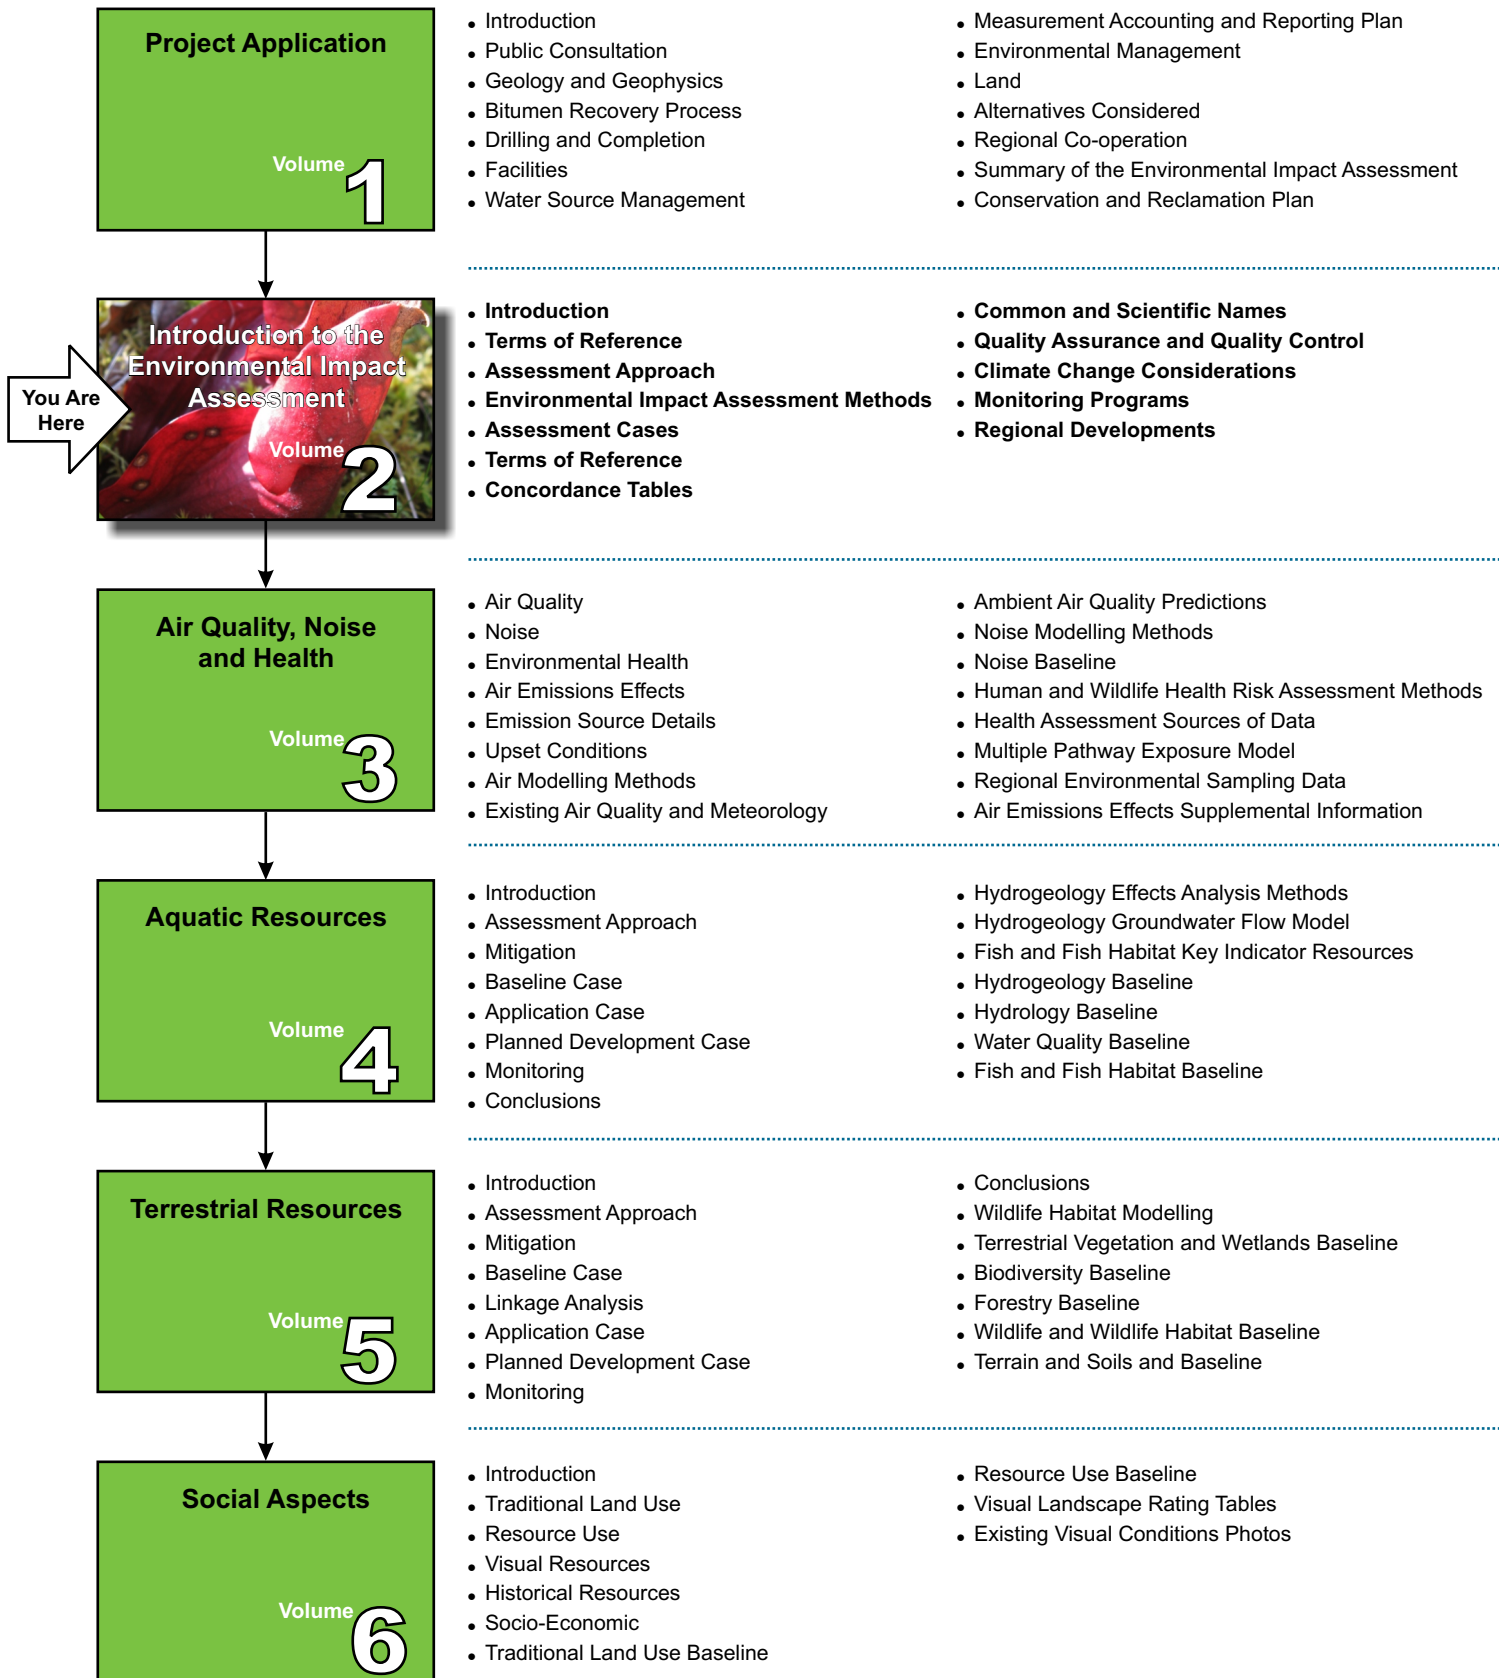 Project Application
Volume
1
Introduction
Public Consultation
Geology and Geophysics
Bitumen Recovery Process
Drilling and Completion
Facilities
Water Source Management
Measurement Accounting and Reporting Plan
Environmental Management
Land
Alternatives Considered
Regional Co-operation
Summary of the Environmental Impact Assessment
Conservation and Reclamation Plan
You Are
Here
Introduction to the
Environmental Impact
Assessment
Volume
2
Introduction
Terms of Reference
Assessment Approach
Environmental Impact Assessment Methods
Assessment Cases
Terms of Reference
Concordance Tables
Common and Scientific Names
Quality Assurance and Quality Control
Climate Change Considerations
Monitoring Programs
Regional Developments
Air Quality, Noise
and Health
Volume
3
Air Quality
Noise
Environmental Health
Air Emissions Effects
Emission Source Details
Upset Conditions
Air Modelling Methods
Existing Air Quality and Meteorology
Ambient Air Quality Predictions
Noise Modelling Methods
Noise Baseline
Human and Wildlife Health Risk Assessment Methods
Health Assessment Sources of Data
Multiple Pathway Exposure Model
Regional Environmental Sampling Data
Air Emissions Effects Supplemental Information
Aquatic Resources
Volume
4
Introduction
Assessment Approach
Mitigation
Baseline Case
Application Case
Planned Development Case
Monitoring
Conclusions
Hydrogeology Effects Analysis Methods
Hydrogeology Groundwater Flow Model
Fish and Fish Habitat Key Indicator Resources
Hydrogeology Baseline
Hydrology Baseline
Water Quality Baseline
Fish and Fish Habitat Baseline
Terrestrial Resources
Volume
5
Introduction
Assessment Approach
Mitigation
Baseline Case
Linkage Analysis
Application Case
Planned Development Case
Monitoring
Conclusions
Wildlife Habitat Modelling
Terrestrial Vegetation and Wetlands Baseline
Biodiversity Baseline
Forestry Baseline
Wildlife and Wildlife Habitat Baseline
Terrain and Soils and Baseline
Social Aspects
Volume
6
Introduction
Traditional Land Use
Resource Use
Visual Resources
Historical Resources
Socio-Economic
Traditional Land Use Baseline
Resource Use Baseline
Visual Landscape Rating Tables
Existing Visual Conditions Photos